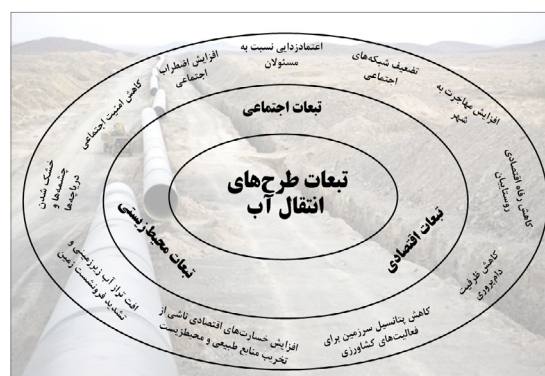 تبعات طرح‌های
انتقال آب
تبعات اجتماعی
تبعات اقتصادی
تبعات محیط‌زیستی
اعتمادزدایی نسبت به
مسئولان
تضعیف شبکه‌های
اجتماعی
افزایش مهاجرت به
شهر
کاهش رفاه اقتصادی
روستاییان
کاهش ظرفیت
دام‌پروری
کاهش پتانسیل سرزمین برای
فعالیت‌های کشاورزی
افزایش خسارت‌های اقتصادی ناشی از
تخریب منابع طبیعی و محیط‌زیست
افت تراز آب زیرزمینی و
تشدید فرونشست زمین
خشک شدن
چشمه‌ها و
دریاچه‌ها
کاهش امنیت اجتماعی
افزایش اضطراب
اجتماعی